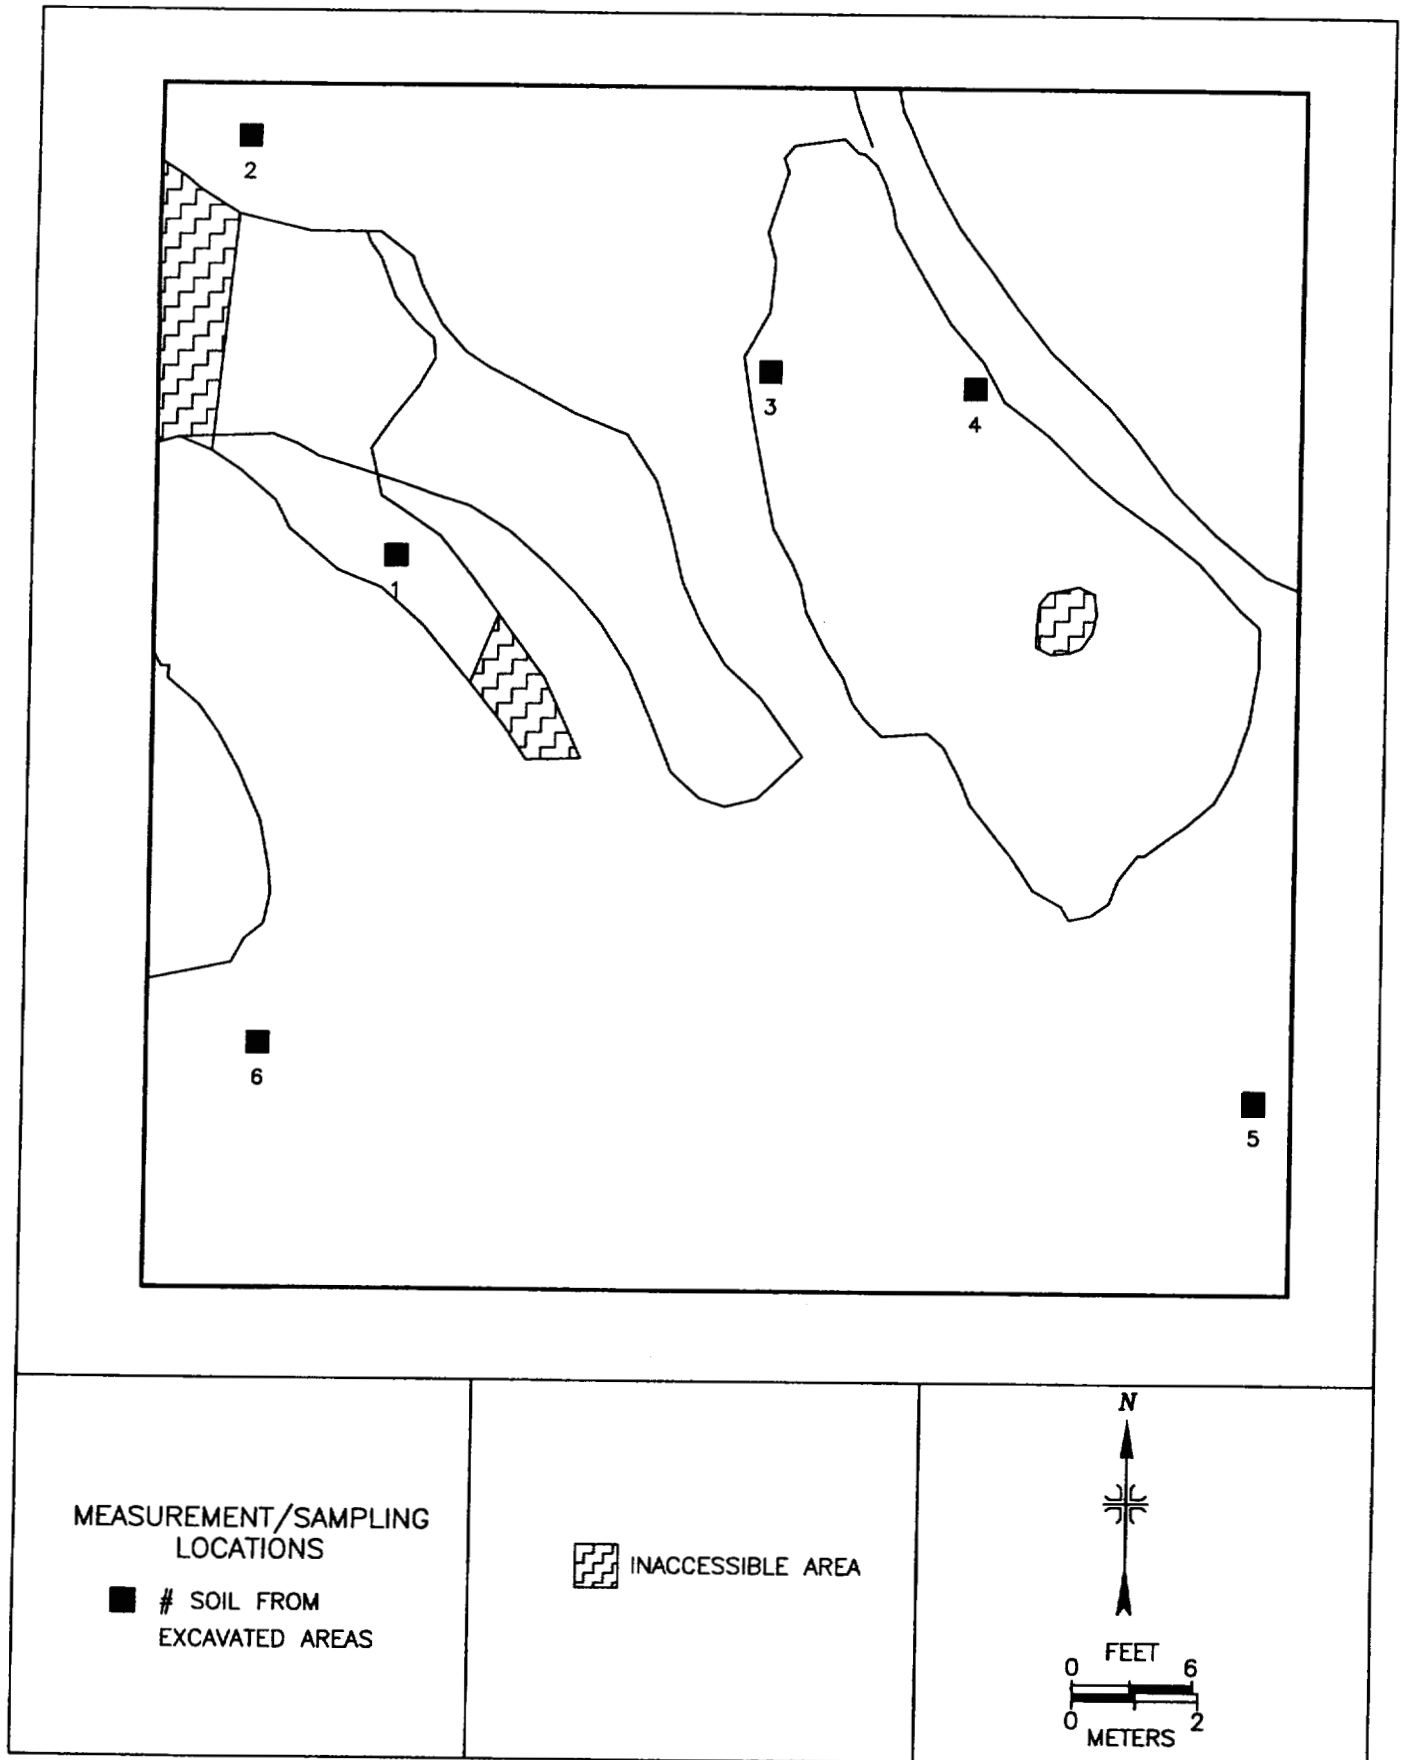 2
3
4
1
6
5
MEASUREMENT/SAMPLING
LOCATIONS
# SOIL FROM
EXCAVATED AREAS
INACCESSIBLE AREA
N
FEET
0 6
0 2
METERS